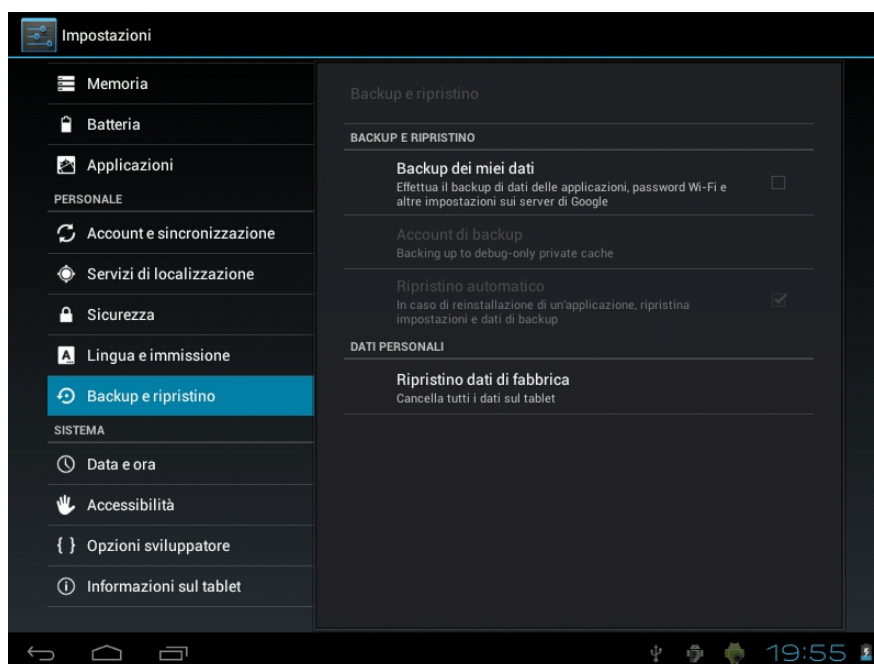 Impostazioni
Memoria
Batteria
Applicazioni
PERSONALE
Account e sincronizzazione
Servizi di localizzazione
Sicurezza
Lingua e immissione
Backup e ripristino
SISTEMA
Data e ora
Accessibilità
{ } Opzioni sviluppatore
Informazioni sul tablet
Backup e ripristino
BACKUP E RIPRISTINO
Backup dei miei dati
Effettua il backup di dati delle applicazioni, password Wi-Fi e
altre impostazioni sui server di Google
Account di backup
Backing up to debug-only private cache
Ripristino automatico
In caso di reinstallazione di un'applicazione, ripristina
impostazioni e dati di backup
DATI PERSONALI
Ripristino dati di fabbrica
Cancella tutti i dati sul tablet
19:55